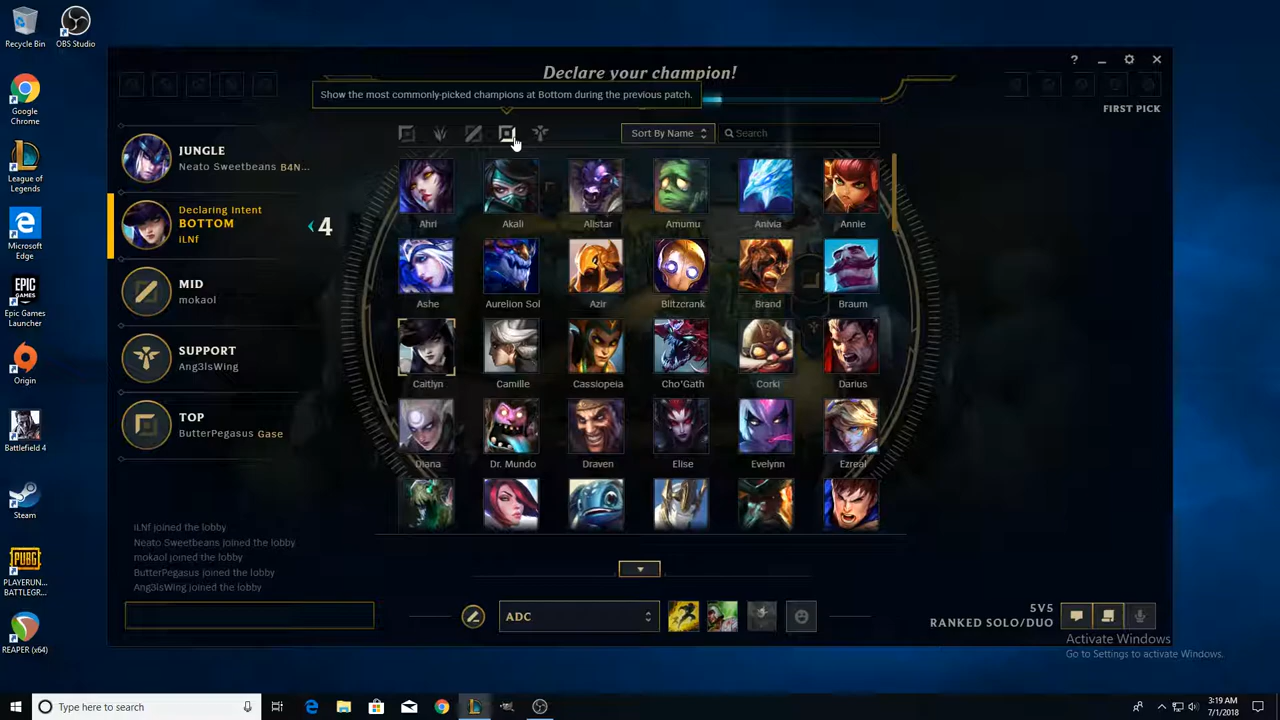 Recycle Bin
OBS Studio
Google
Chrome
League of
Legends
Microsoft
Edge
Epic Games
Launcher
Origin
Battlefield 4
Steam
PLAYERUN...
BATTLEGR...
REAPER (x64)
Declare your champion!
Show the most commonly-picked champions at Bottom during the previous patch.
FIRST PICK
Sort By Name
Search
JUNGLE
Neato Sweetbeans B4N...
Declaring Intent
BOTTOM
iLNf
4
MID
mokaol
SUPPORT
Ang3lsWing
TOP
ButterPegasus Gase
Ahri
Akali
Alistar
Amumu
Anivia
Annie
Ashe
Aurelion Sol
Azir
Blitzcrank
Brand
Braum
Caitlyn
Camille
Cassiopeia
Cho'Gath
Corki
Darius
Diana
Dr. Mundo
Draven
Elise
Evelynn
Ezreal
iLNf joined the lobby
Neato Sweetbeans joined the lobby
mokaol joined the lobby
ButterPegasus joined the lobby
Ang3lsWing joined the lobby
ADC
5V5
RANKED SOLO/DUO
Activate Windows
Go to Settings to activate Windows.
Type here to search
3:19 AM
7/1/2018